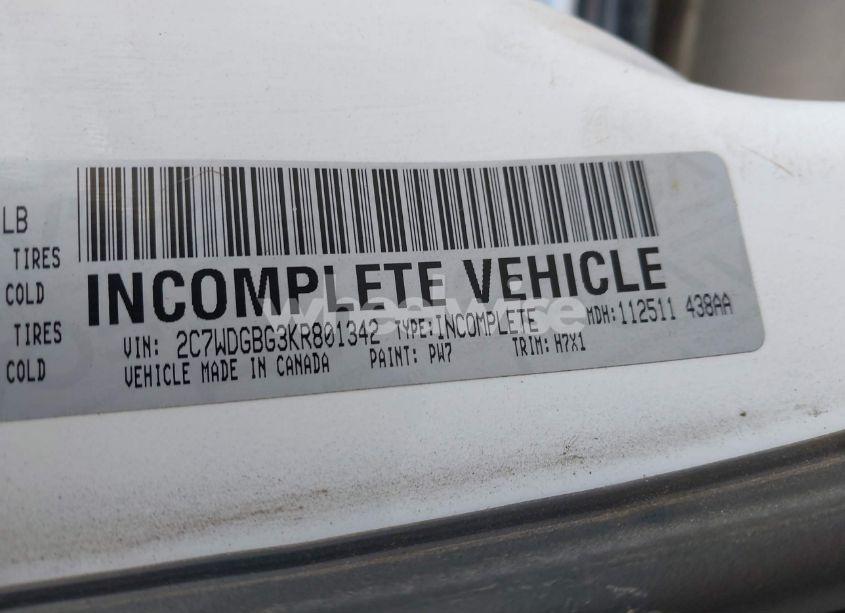 LB
TIRES
COLD
TIRES
COLD
INCOMPLETE VEHICLE
VIN: 2C7WDGBG3KR801342 TYPE:INCOMPLETE MDH:112511 438AA
VEHICLE MADE IN CANADA PAINT: PW7 TRIM: H7X1
wheelwise